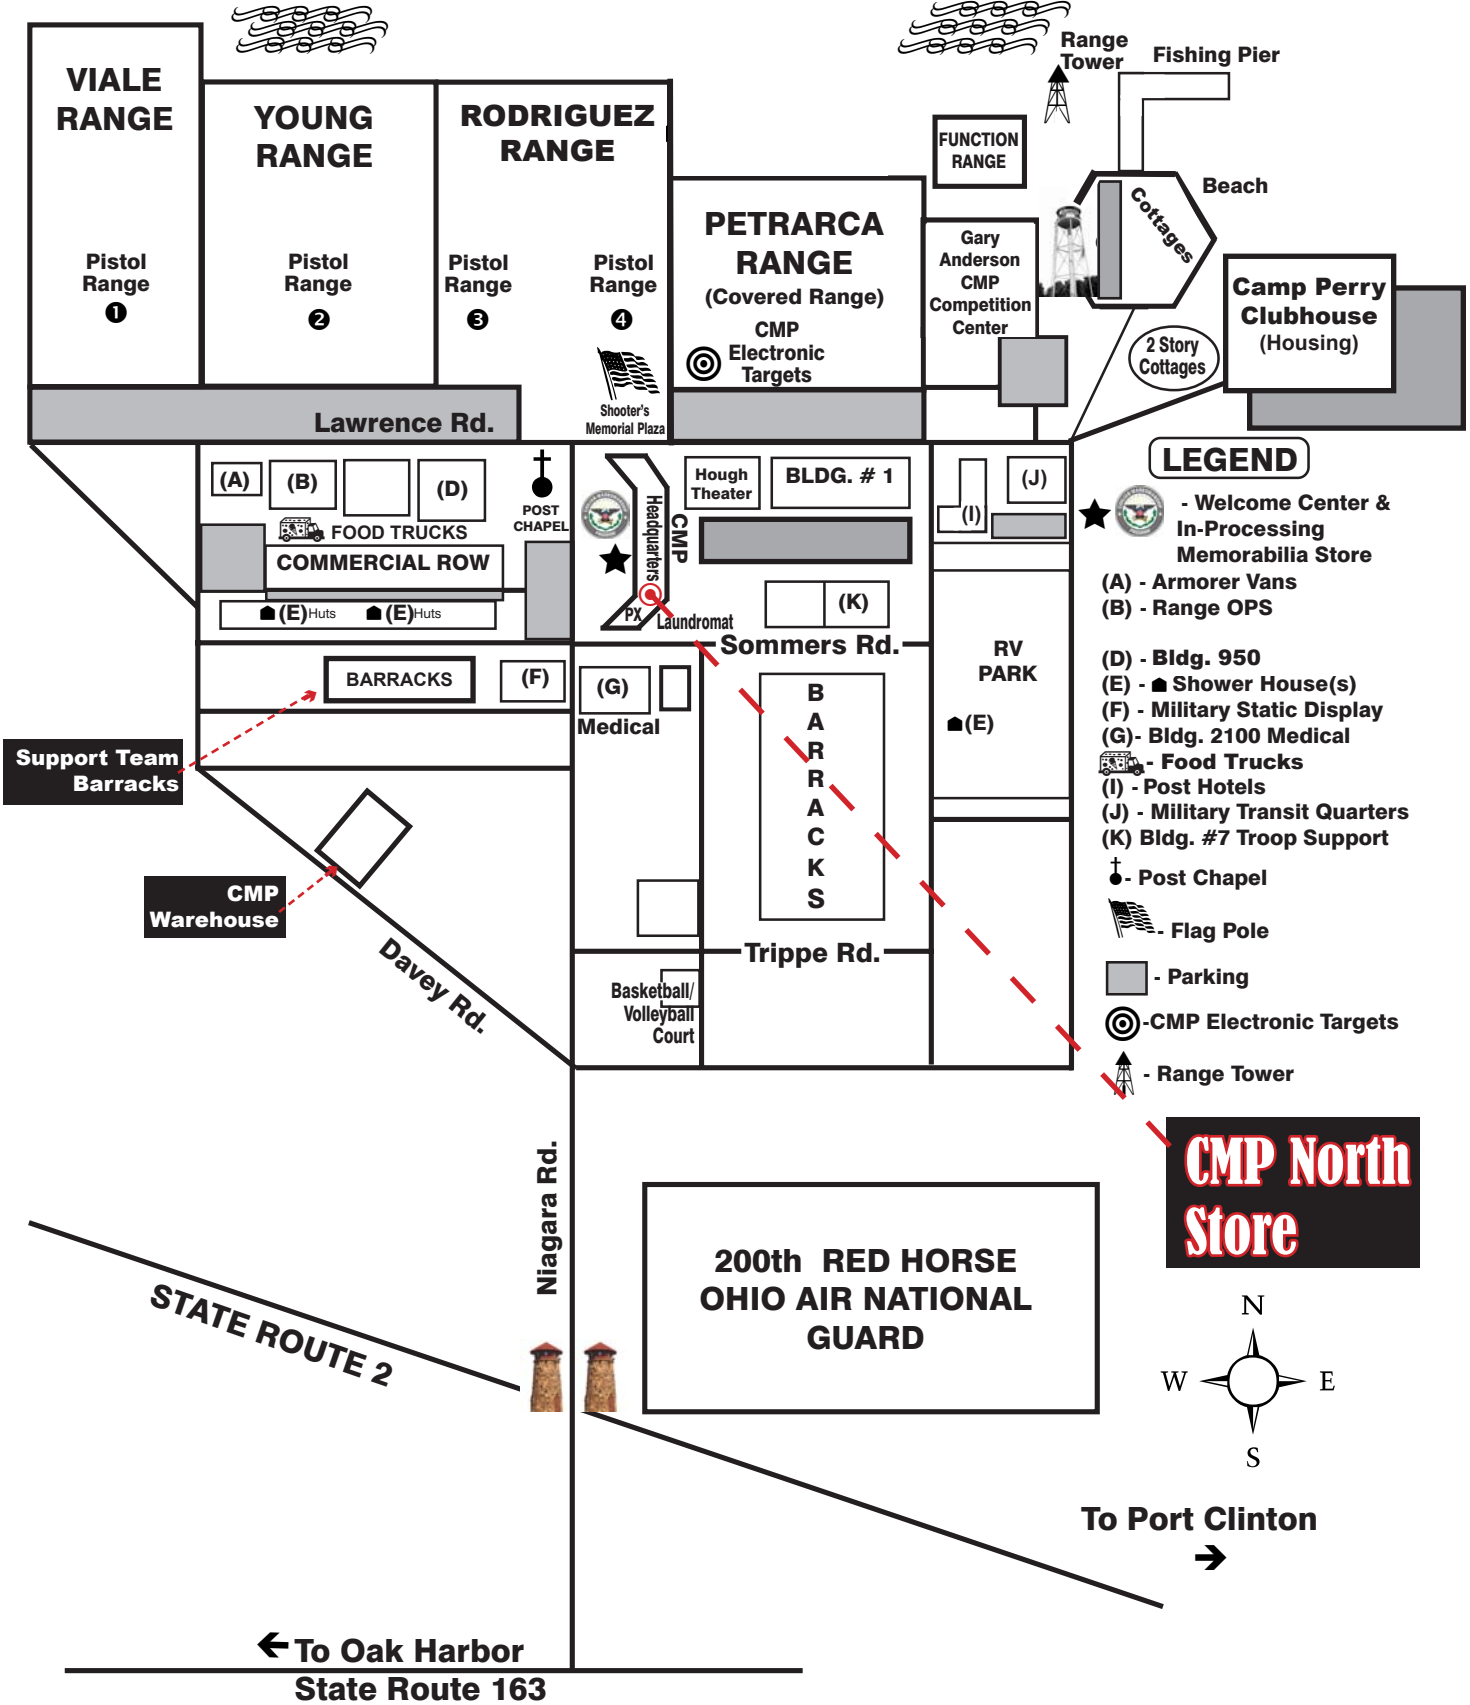 VIALE
RANGE
Pistol
Range
❶
YOUNG
RANGE
Pistol
Range
❷
RODRIGUEZ
RANGE
Pistol
Range
❸
Pistol
Range
❹
Shooter's
Memorial Plaza
PETRARCA
RANGE
(Covered Range)
CMP
Electronic
Targets
FUNCTION
RANGE
Gary
Anderson
CMP
Competition
Center
Range
Tower
Fishing Pier
Beach
Cottages
2 Story
Cottages
Camp Perry
Clubhouse
(Housing)
Lawrence Rd.
(A)
(B)
(D)
FOOD TRUCKS
COMMERCIAL ROW
(E) Huts
(E) Huts
POST
CHAPEL
Headquarters
CMP
PX
Laundromat
Hough
Theater
BLDG. # 1
(K)
(I)
(J)
Sommers Rd.
RV
PARK
(E)
BARRACKS
(F)
(G)
Medical
BARRACKS
Support Team
Barracks
CMP
Warehouse
Davey Rd.
Trippe Rd.
Basketball/
Volleyball
Court
Niagara Rd.
STATE ROUTE 2
200th RED HORSE
OHIO AIR NATIONAL
GUARD
LEGEND
- Welcome Center &
In-Processing
Memorabilia Store
(A) - Armorer Vans
(B) - Range OPS
(D) - Bldg. 950
(E) - Shower House(s)
(F) - Military Static Display
(G)- Bldg. 2100 Medical
- Food Trucks
(I) - Post Hotels
(J) - Military Transit Quarters
(K) Bldg. #7 Troop Support
- Post Chapel
- Flag Pole
- Parking
-CMP Electronic Targets
- Range Tower
CMP North
Store
N
W E
S
To Port Clinton
→
← To Oak Harbor
State Route 163